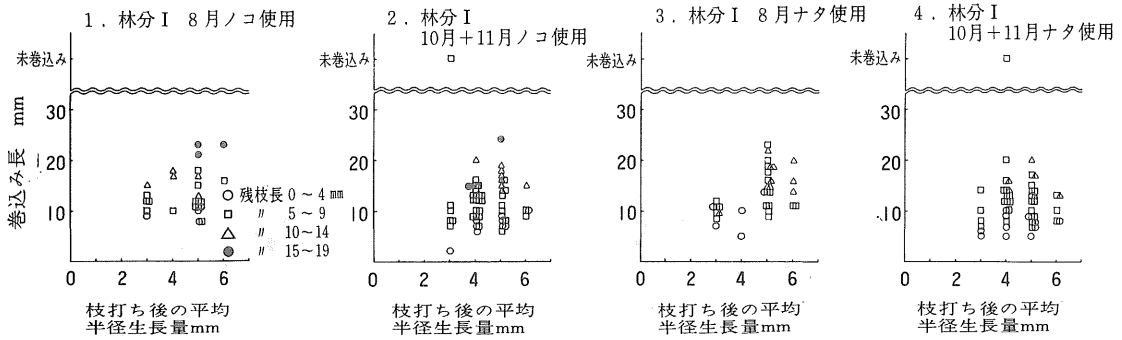 1．林分Ⅰ 8月ノコ使用
未巻込み
30
20
10
巻込み長 mm
0 2 4 6
枝打ち後の平均
半径生長量mm
○残枝長0～4mm
□ 〃 5～9
△ 〃 10～14
● 〃 15～19
2．林分Ⅰ
10月＋11月ノコ使用
未巻込み
30
20
10
0 2 4 6
枝打ち後の平均
半径生長量mm
3．林分Ⅰ 8月ナタ使用
未巻込み
30
20
10
0 2 4 6
枝打ち後の平均
半径生長量mm
4．林分Ⅰ
10月＋11月ナタ使用
未巻込み
30
20
10
0 2 4 6
枝打ち後の平均
半径生長量mm